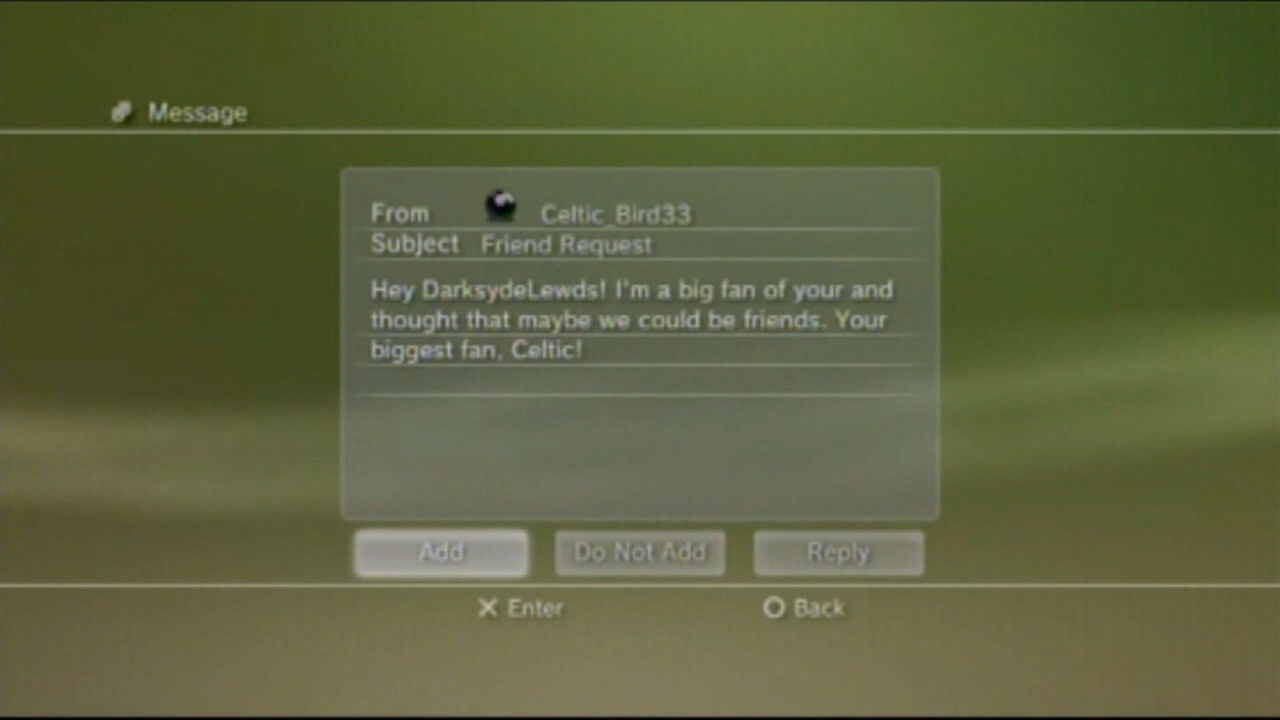 Message
From Celtic_Bird33
Subject Friend Request
Hey DarksydeLewds! I'm a big fan of your and
thought that maybe we could be friends. Your
biggest fan, Celtic!
Add Do Not Add Reply
Enter Back